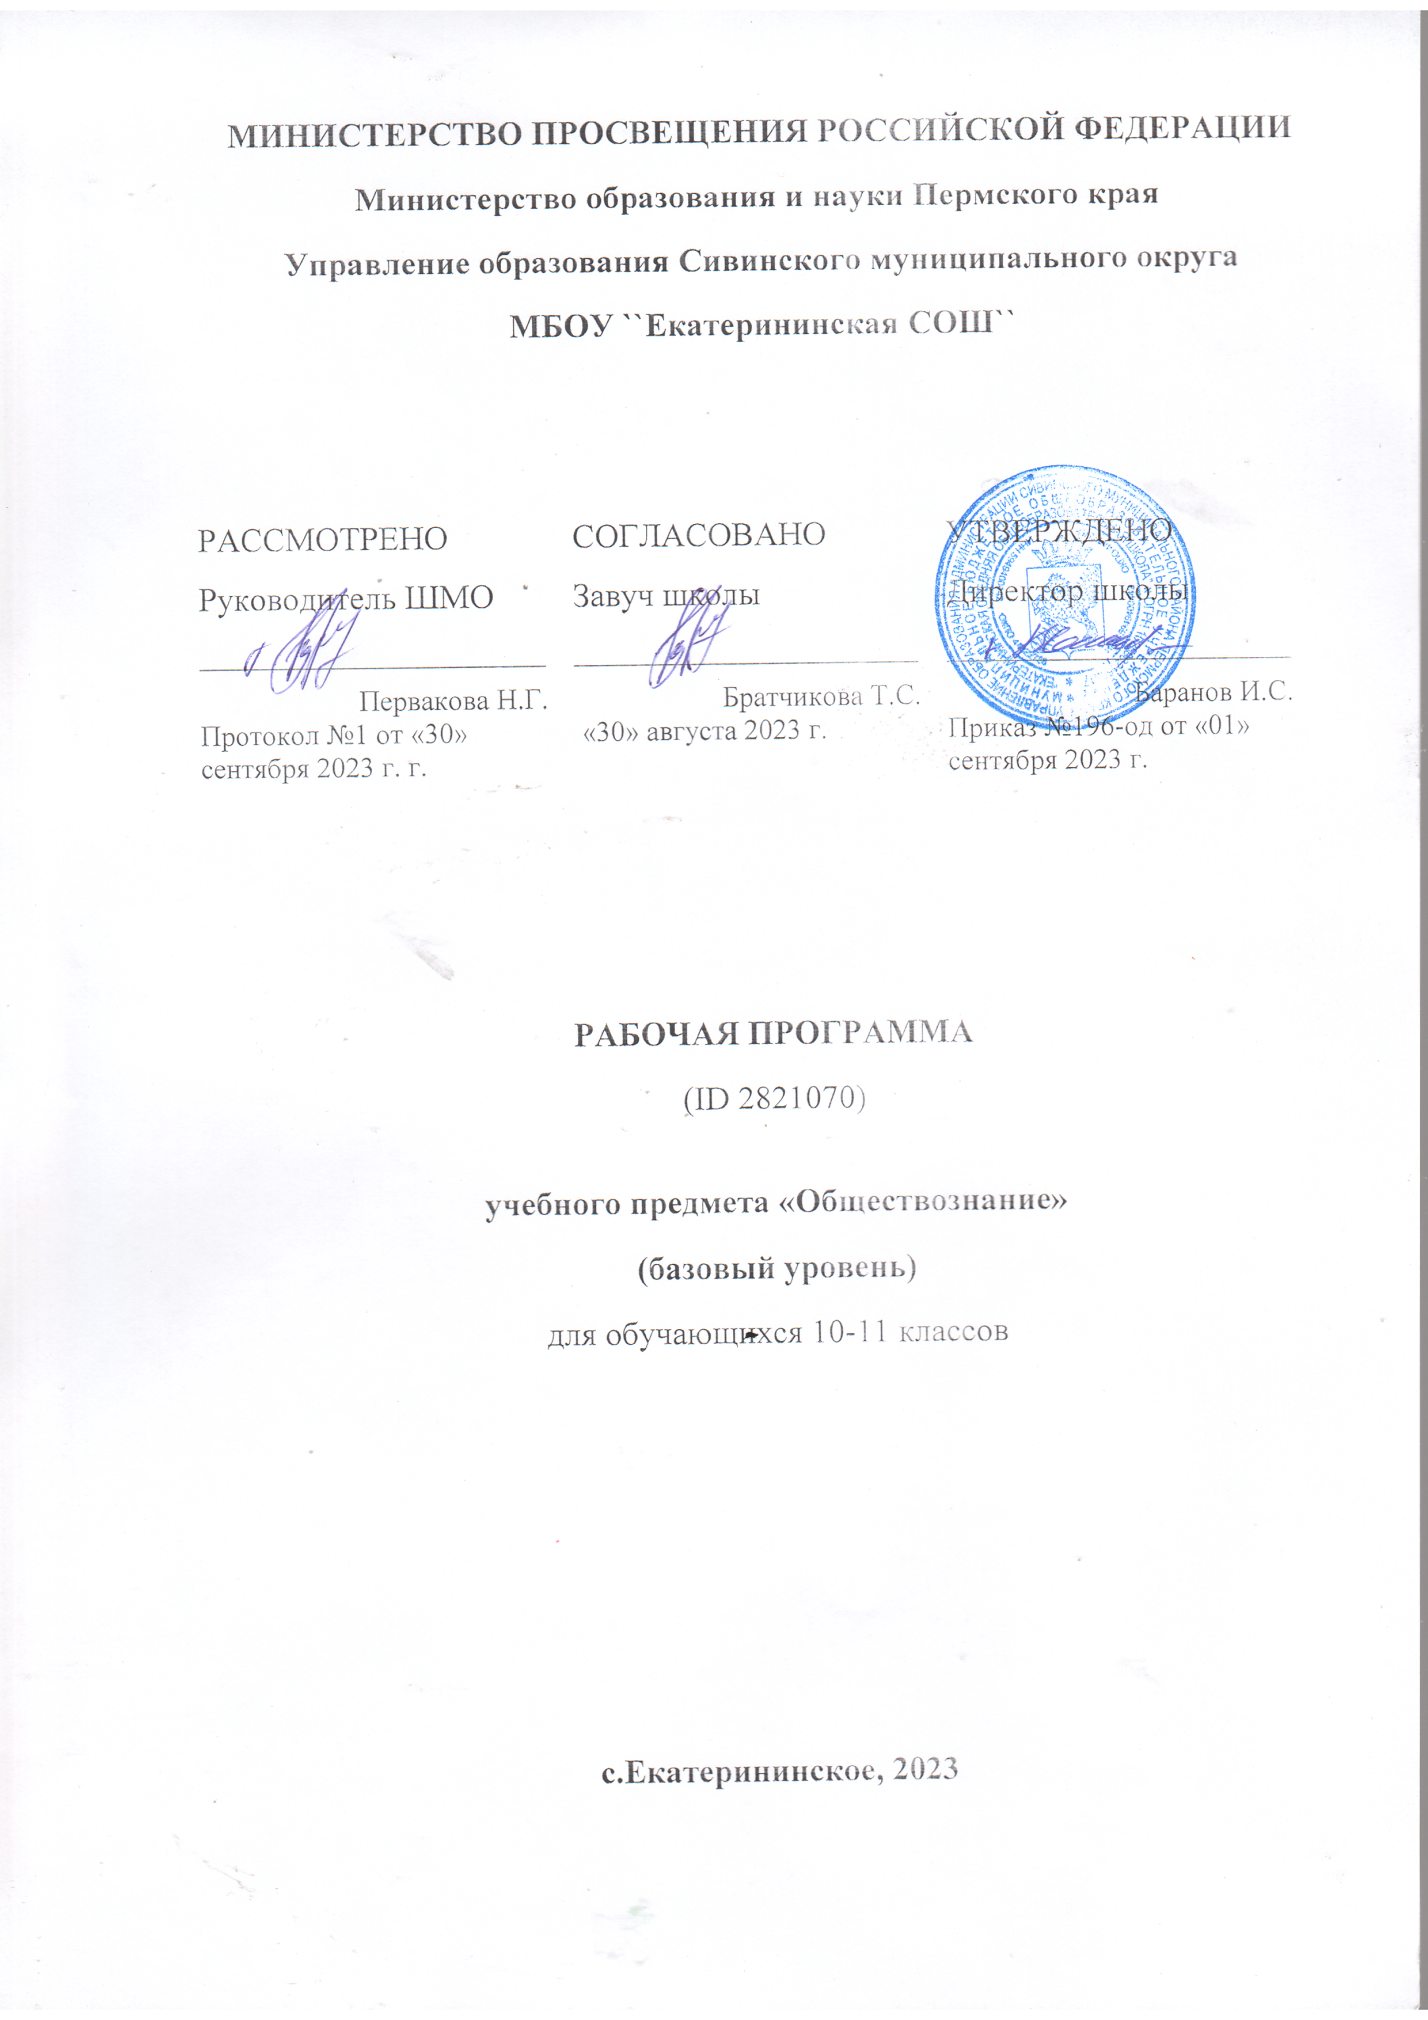 МИНИСТЕРСТВО ПРОСВЕЩЕНИЯ РОССИЙСКОЙ ФЕДЕРАЦИИ
Министерство образования и науки Пермского края
Управление образования Сивинского муниципального округа
МБОУ ``Екатерининская СОШ``
РАССМОТРЕНО
Руководитель ШМО
Первакова Н.Г.
Протокол №1 от «30»
сентября 2023 г. г.
СОГЛАСОВАНО
Завуч школы
Братчикова Т.С.
«30» августа 2023 г.
УТВЕРЖДЕНО
Директор школы
Баранов И.С.
Приказ №196-од от «01»
сентября 2023 г.
РАБОЧАЯ ПРОГРАММА
(ID 2821070)
учебного предмета «Обществознание»
(базовый уровень)
для обучающихся 10-11 классов
с.Екатерининское, 2023